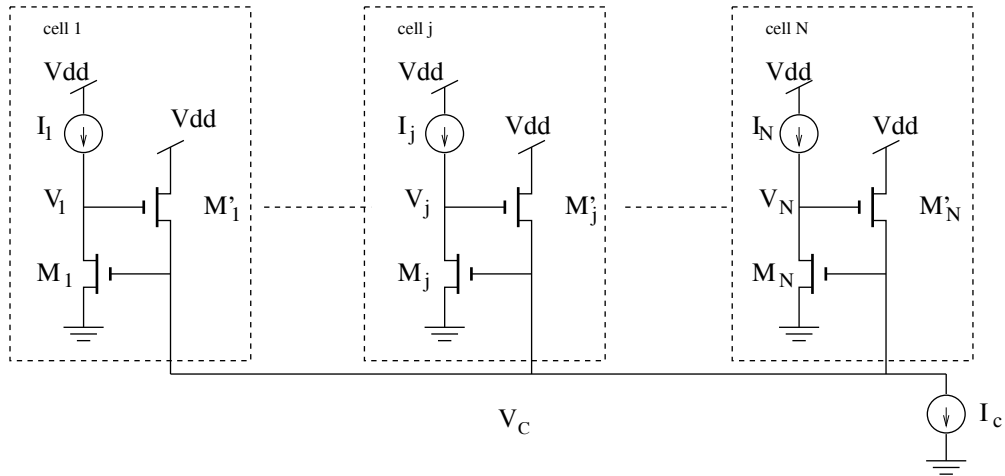 cell 1
Vdd
I1
Vdd
V1
M'1
M1
cell j
Vdd
Ij
Vdd
Vj
M'j
Mj
cell N
Vdd
IN
Vdd
VN
M'N
MN
VC
Ic